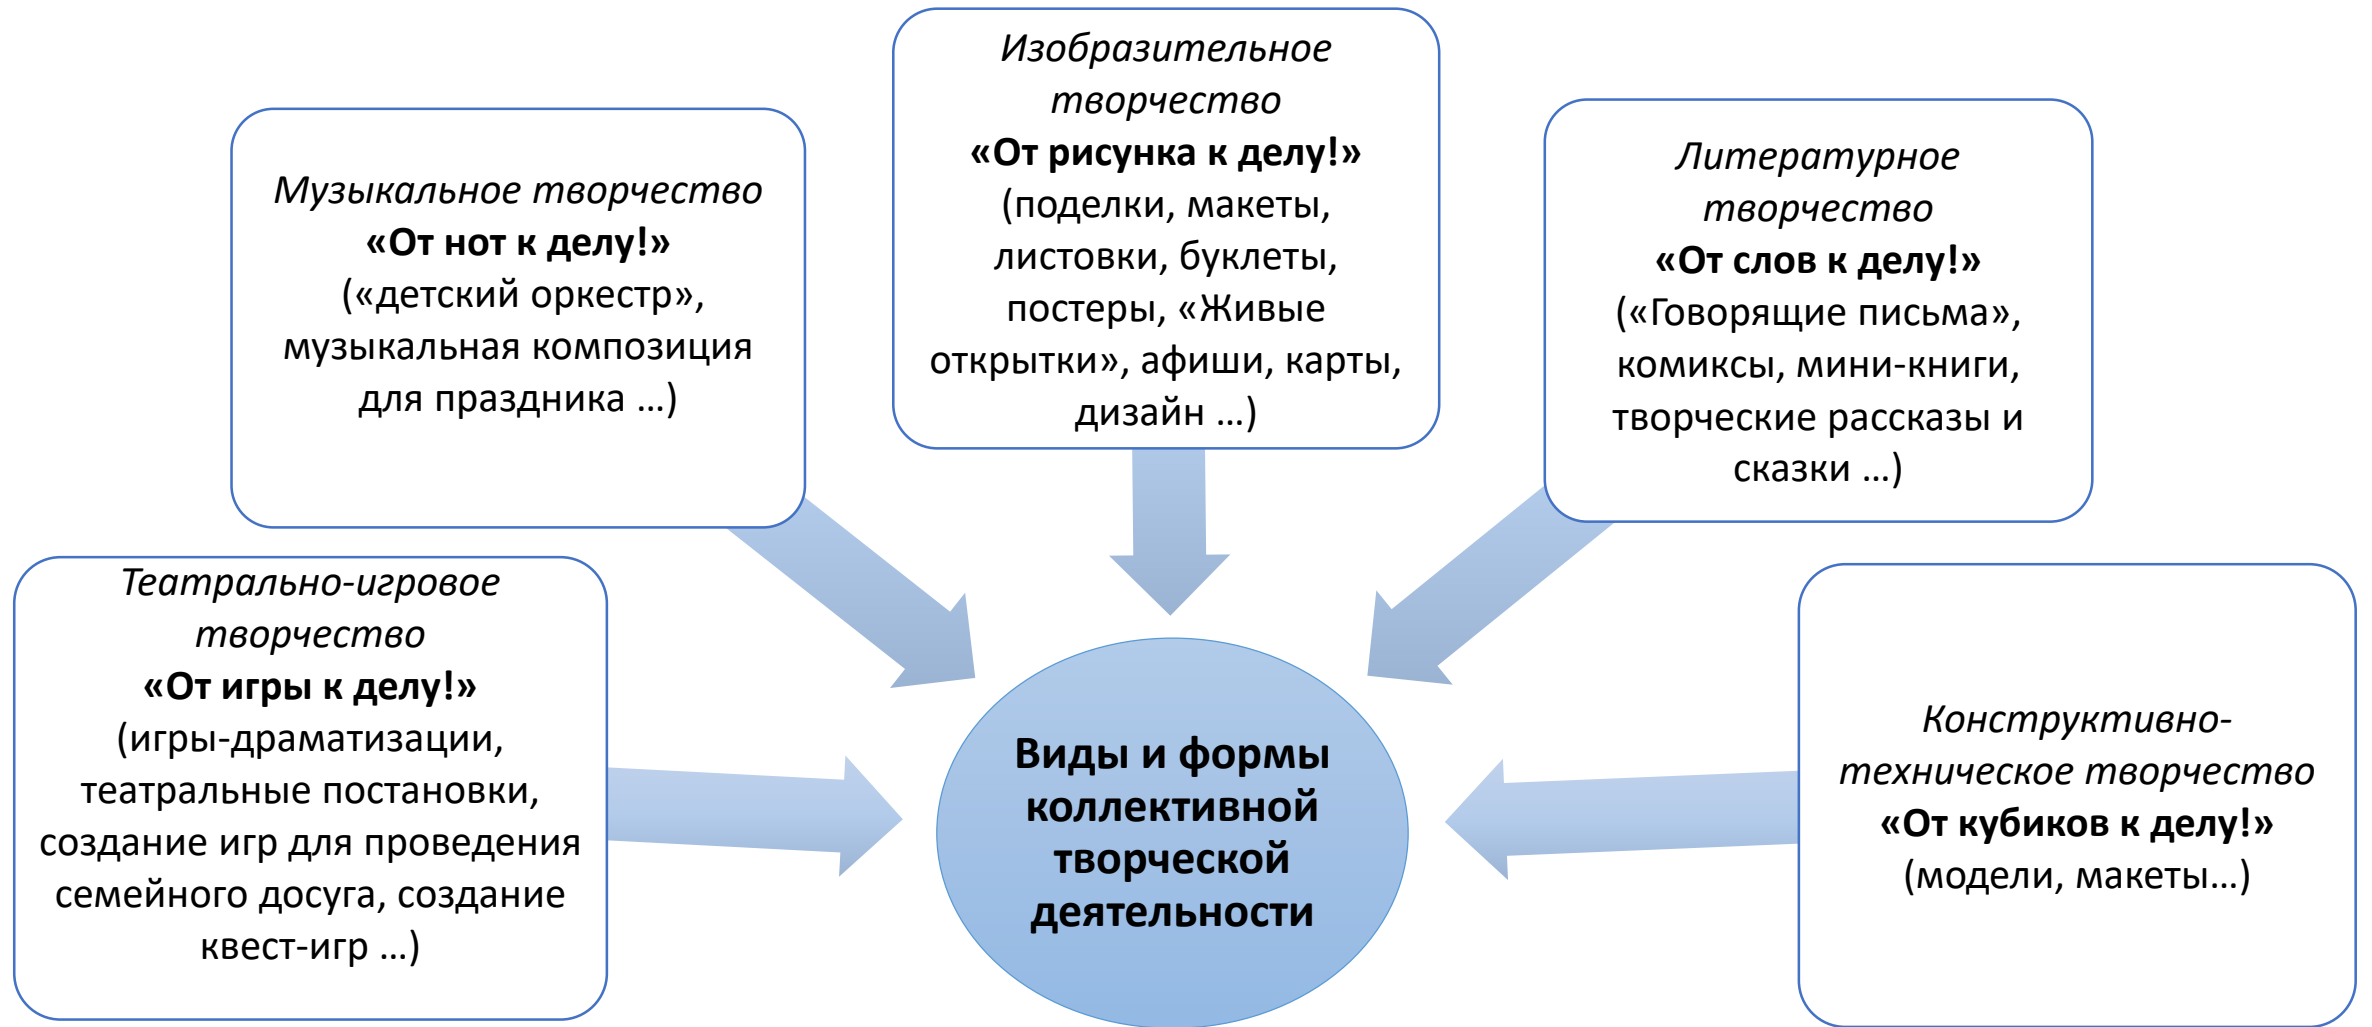 Изобразительное
творчество
«От рисунка к делу!»
(поделки, макеты,
листовки, буклеты,
постеры, «Живые
открытки», афиши, карты,
дизайн …)
Музыкальное творчество
«От нот к делу!»
(«детский оркестр»,
музыкальная композиция
для праздника …)
Литературное
творчество
«От слов к делу!»
(«Говорящие письма»,
комиксы, мини-книги,
творческие рассказы и
сказки …)
Театрально-игровое
творчество
«От игры к делу!»
(игры-драматизации,
театральные постановки,
создание игр для проведения
семейного досуга, создание
квест-игр …)
Виды и формы
коллективной
творческой
деятельности
Конструктивно-
техническое творчество
«От кубиков к делу!»
(модели, макеты…)